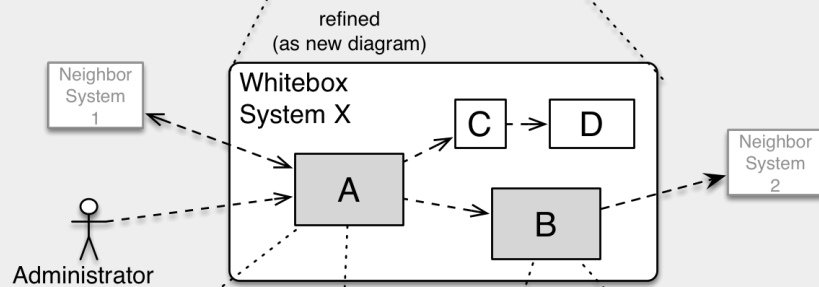 refined
(as new diagram)
Neighbor
System
1
Whitebox
System X
C
D
Neighbor
System
2
A
B
Administrator